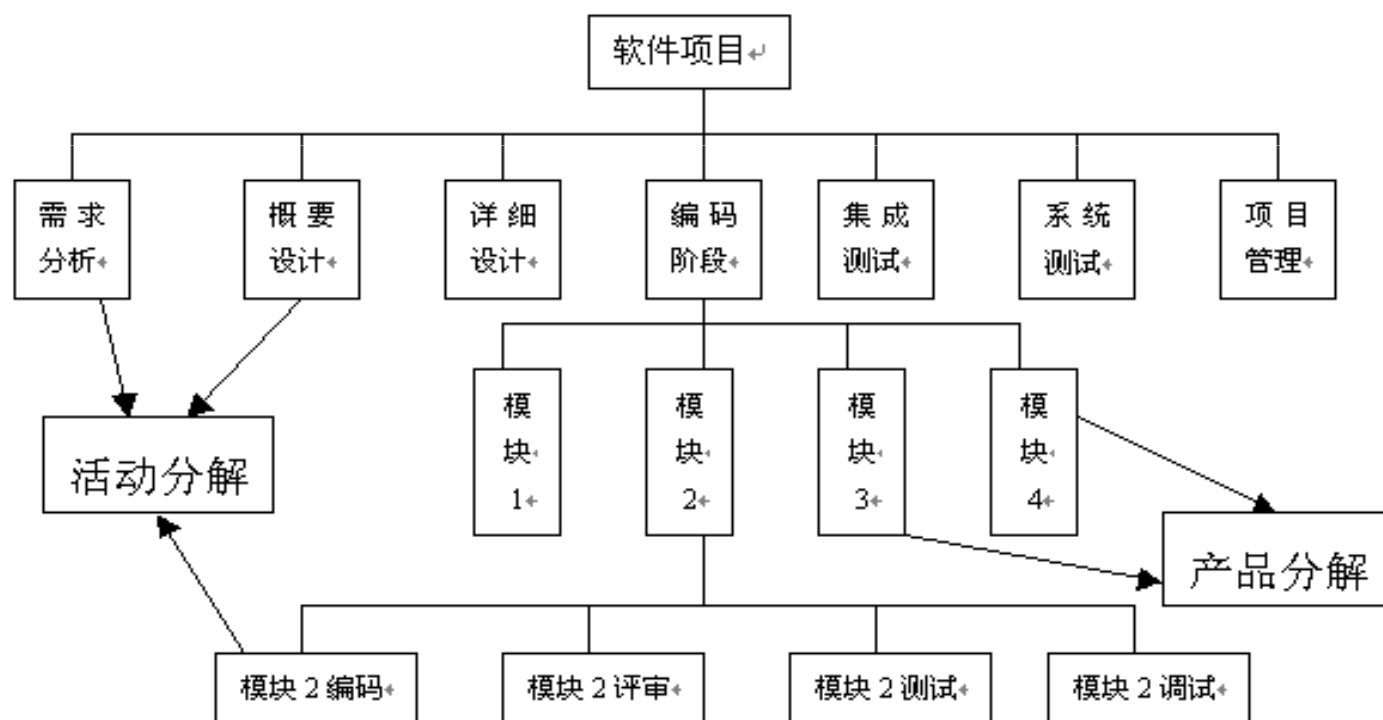 软件项目
需求
分析
概要
设计
详细
设计
编码
阶段
集成
测试
系统
测试
项目
管理
模
块
1
模
块
2
模
块
3
模
块
4
活动分解
产品分解
模块2编码
模块2评审
模块2测试
模块2调试